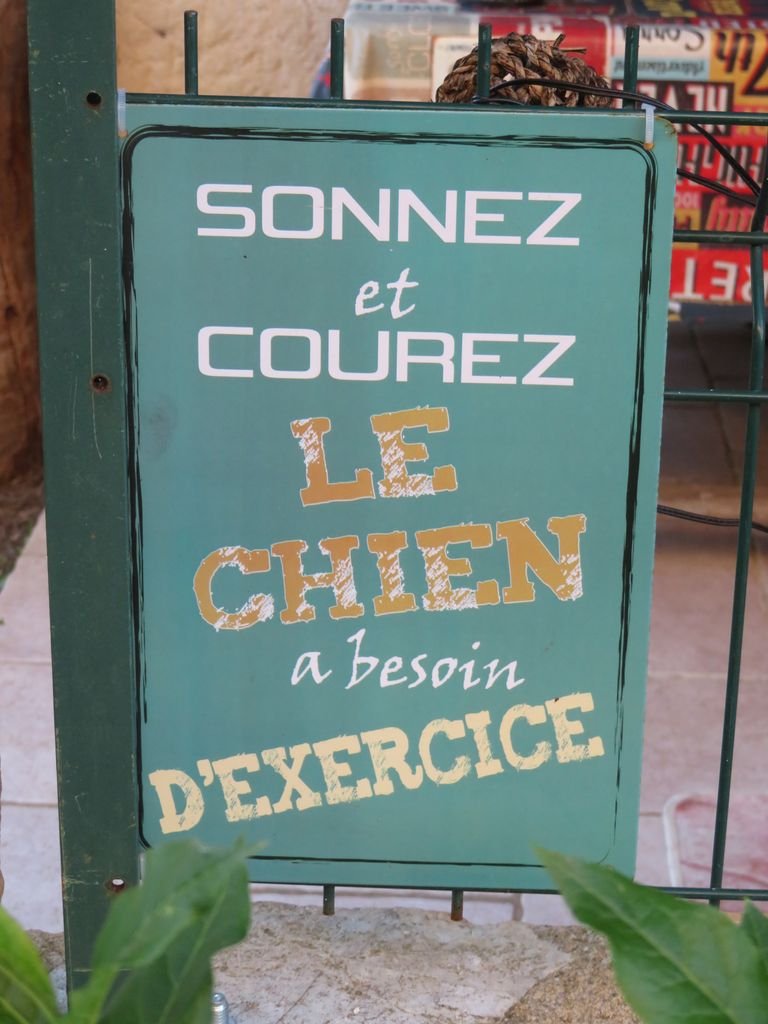 SONNEZ
et
COUREZ
LE
CHIEN
a besoin
D'EXERCICE